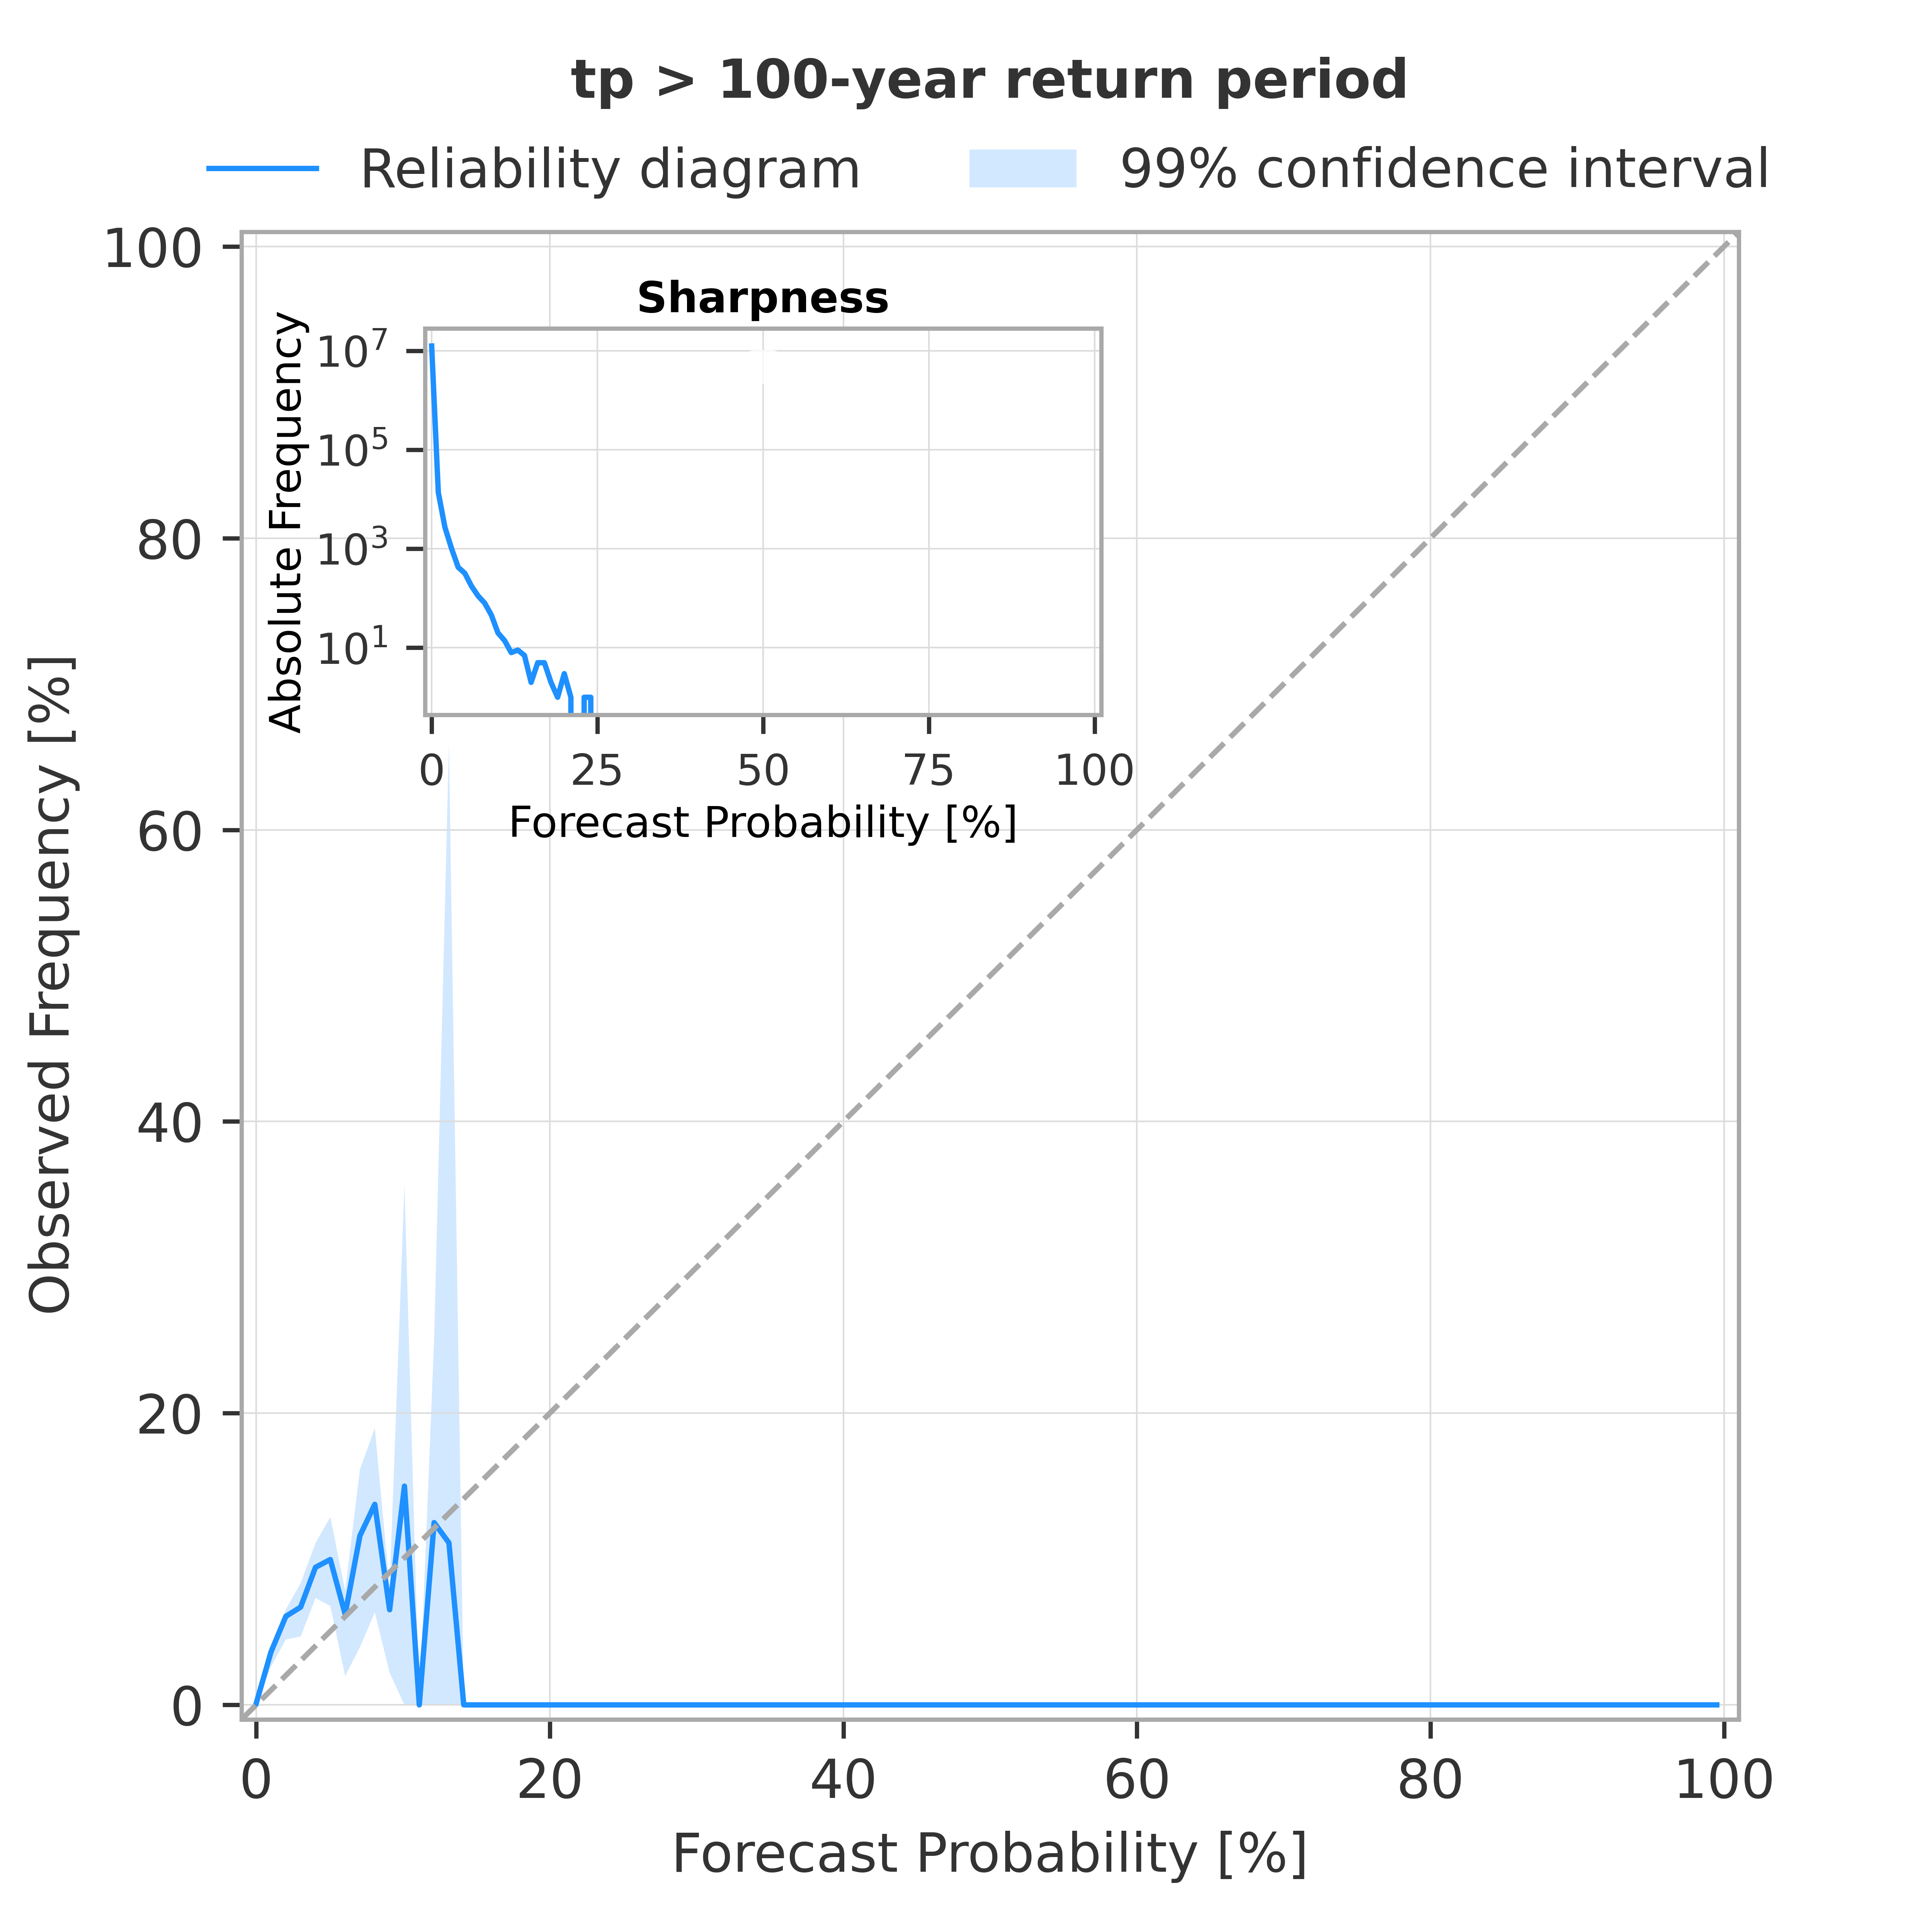 tp > 100-year return period
Reliability diagram
99% confidence interval
100
80
60
40
20
0
Observed Frequency [%]
Sharpness
Absolute Frequency
10⁷
10⁵
10³
10¹
0 25 50 75 100
Forecast Probability [%]
0 20 40 60 80 100
Forecast Probability [%]